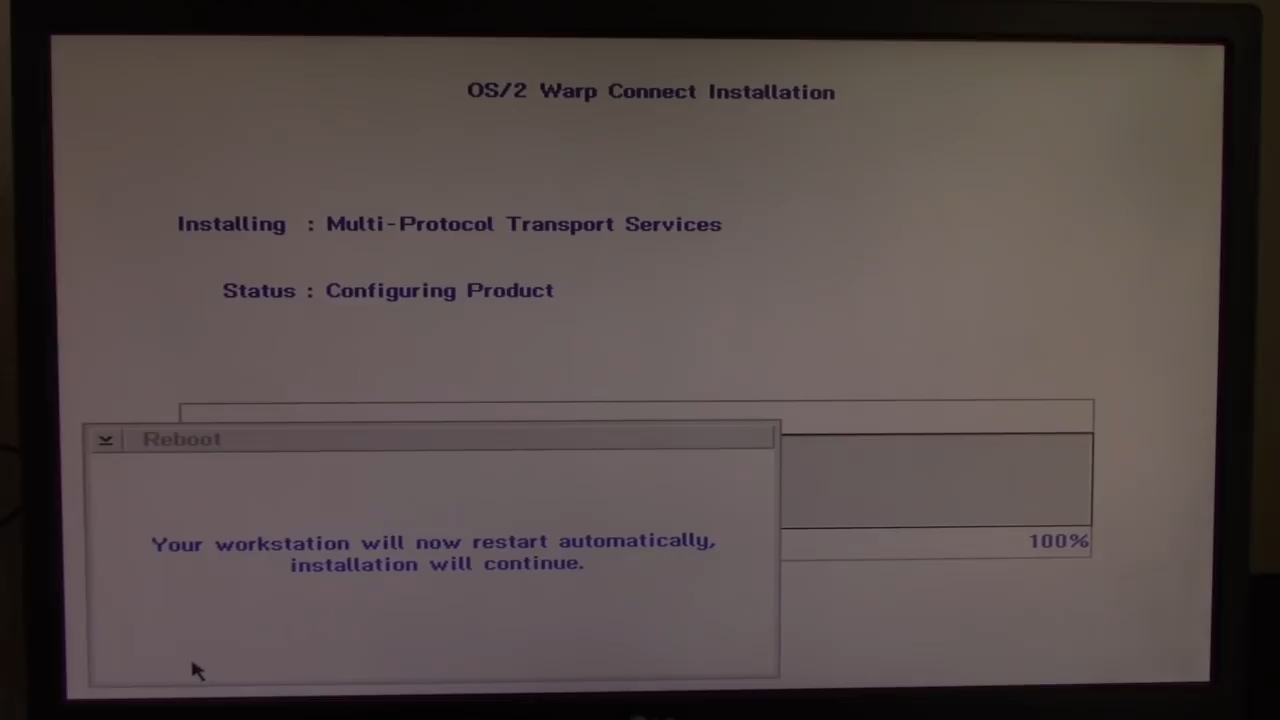 OS/2 Warp Connect Installation
Installing : Multi-Protocol Transport Services
Status : Configuring Product
Reboot
Your workstation will now restart automatically,
installation will continue.
100%